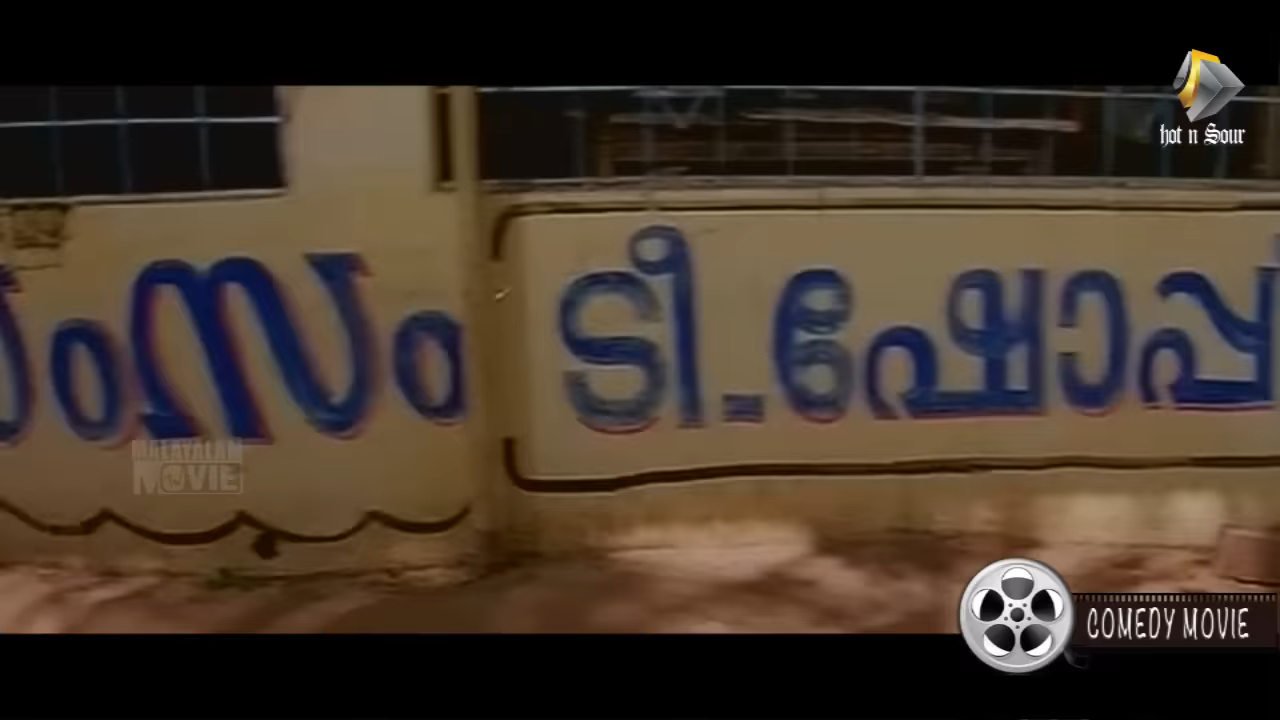 hot n Sour
ടീ.ഷോപ്പ
MALAYALAM
MOVIE
COMEDY MOVIE